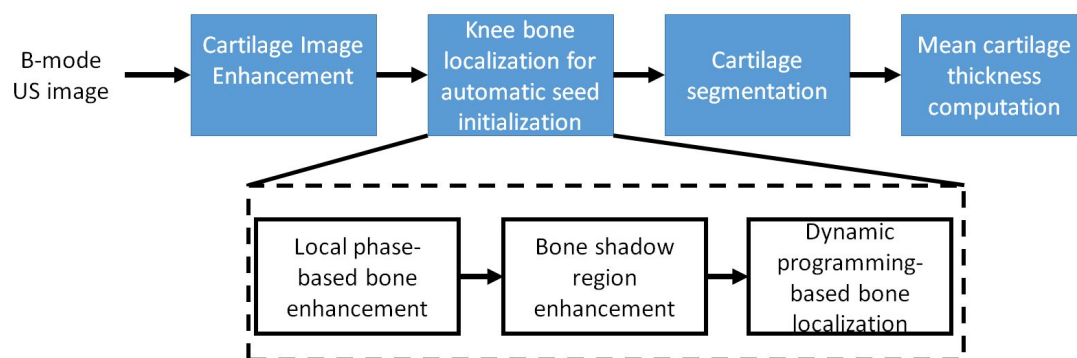 B-mode
US image
Cartilage Image
Enhancement
Knee bone
localization for
automatic seed
initialization
Cartilage
segmentation
Mean cartilage
thickness
computation
Local phase-
based bone
enhancement
Bone shadow
region
enhancement
Dynamic
programming-
based bone
localization